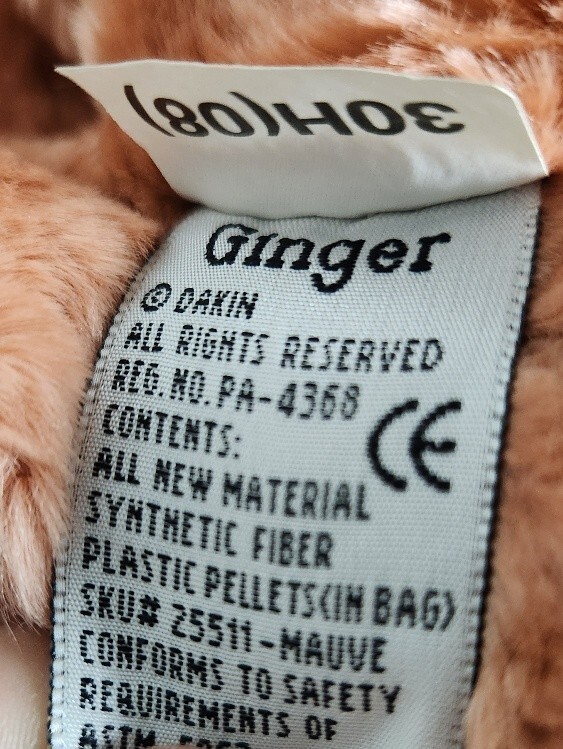 30H(08)
Ginger
© DAKIN
ALL RIGHTS RESERVED
REG.NO.PA-4368
CE
CONTENTS:
ALL NEW MATERIAL
SYNTHETIC FIBER
PLASTIC PELLETS(IN BAG)
SKU# 25511-MAUVE
CONFORMS TO SAFETY
REQUIREMENTS OF
ASTM